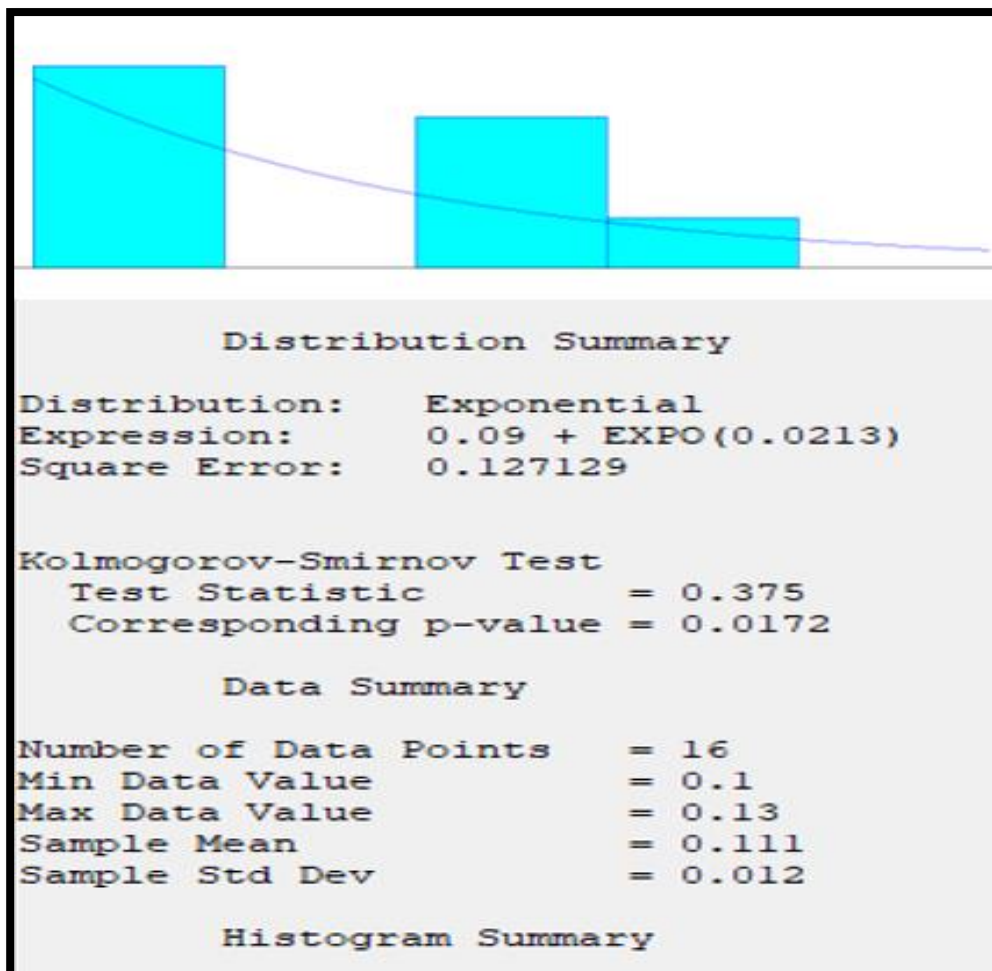 Distribution Summary
Distribution: Exponential
Expression: 0.09 + EXPO(0.0213)
Square Error: 0.127129
Kolmogorov-Smirnov Test
Test Statistic = 0.375
Corresponding p-value = 0.0172
Data Summary
Number of Data Points = 16
Min Data Value = 0.1
Max Data Value = 0.13
Sample Mean = 0.111
Sample Std Dev = 0.012
Histogram Summary